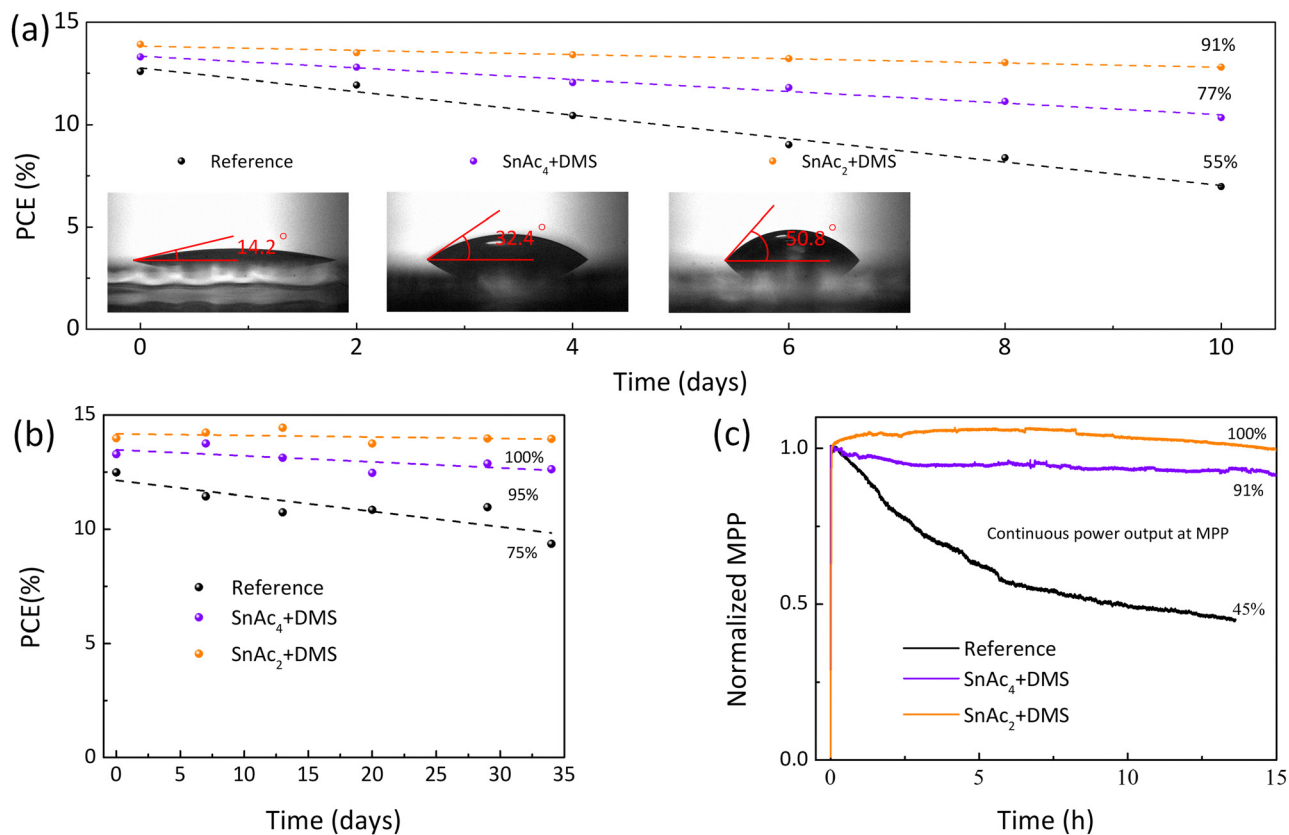 (a)
15
10
5
0
PCE (%)
91%
77%
55%
Reference
SnAc4+DMS
SnAc2+DMS
14.2°
32.4°
50.8°
0 2 4 6 8 10
Time (days)
(b)
15
10
5
0
PCE(%)
100%
95%
75%
Reference
SnAc4+DMS
SnAc2+DMS
0 5 10 15 20 25 30 35
Time (days)
(c)
1.0
0.5
0.0
Normalized MPP
100%
91%
Continuous power output at MPP
45%
Reference
SnAc4+DMS
SnAc2+DMS
0 5 10 15
Time (h)